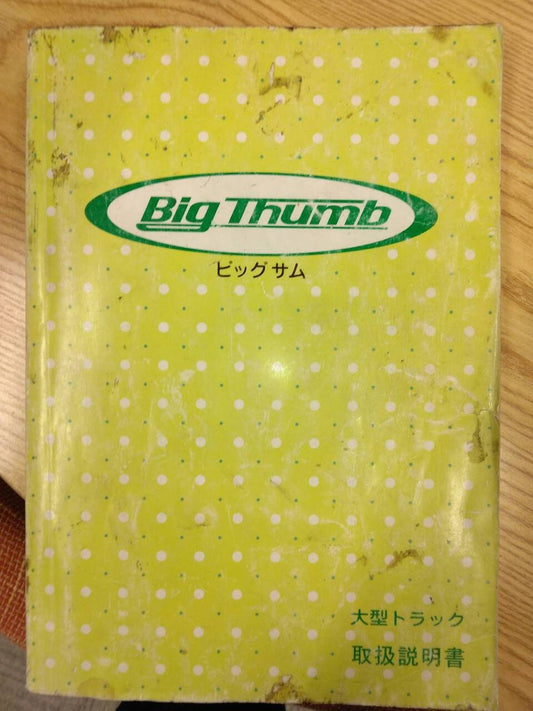 Big Thumb
ビッグ サム
大型トラック
取扱説明書